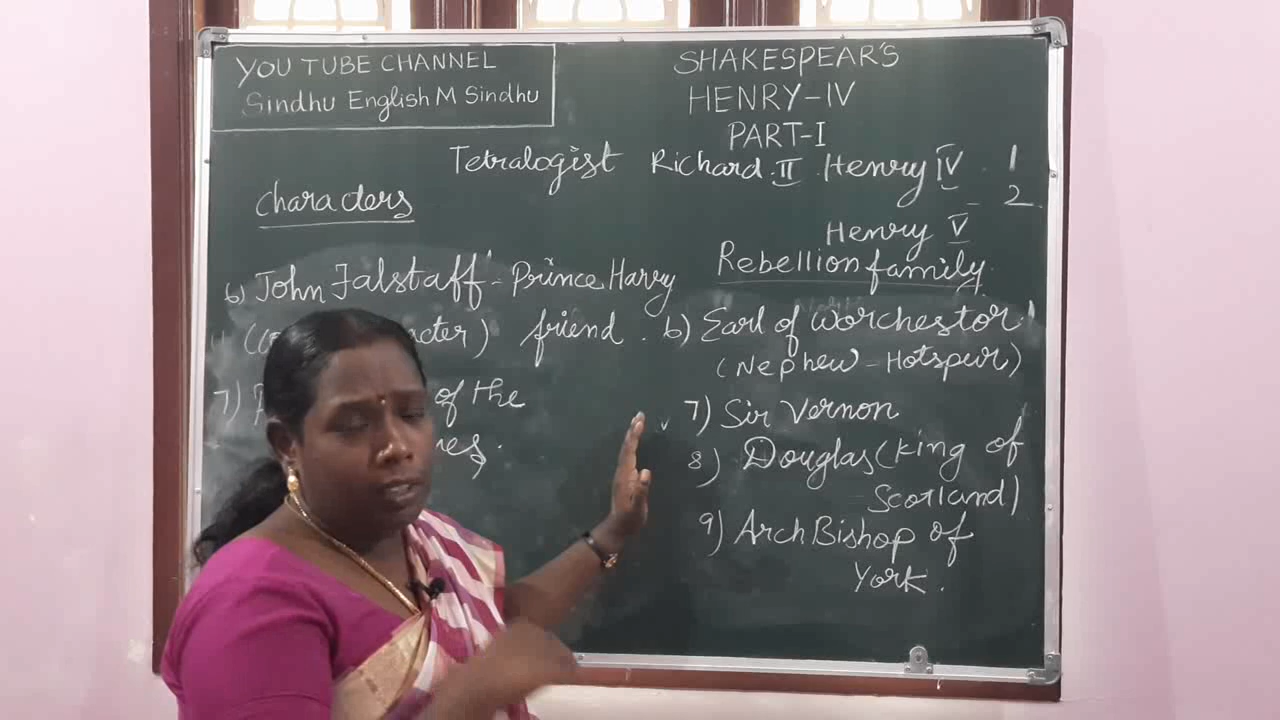 YOU TUBE CHANNEL
Sindhu English M Sindhu
SHAKESPEAR'S
HENRY-IV
PART-I
Tetralogist Richard.II Henry IV - 1
2
Henry V
Characters
6) John Falstaff - Prince Harry
friend.
7)
of the
Rebellion family
6) Earl of Worchestor
(Nephew - Hotspur)
7) Sir Vernon
8) Douglas (King of
Scotland)
9) Arch Bishop of
York.